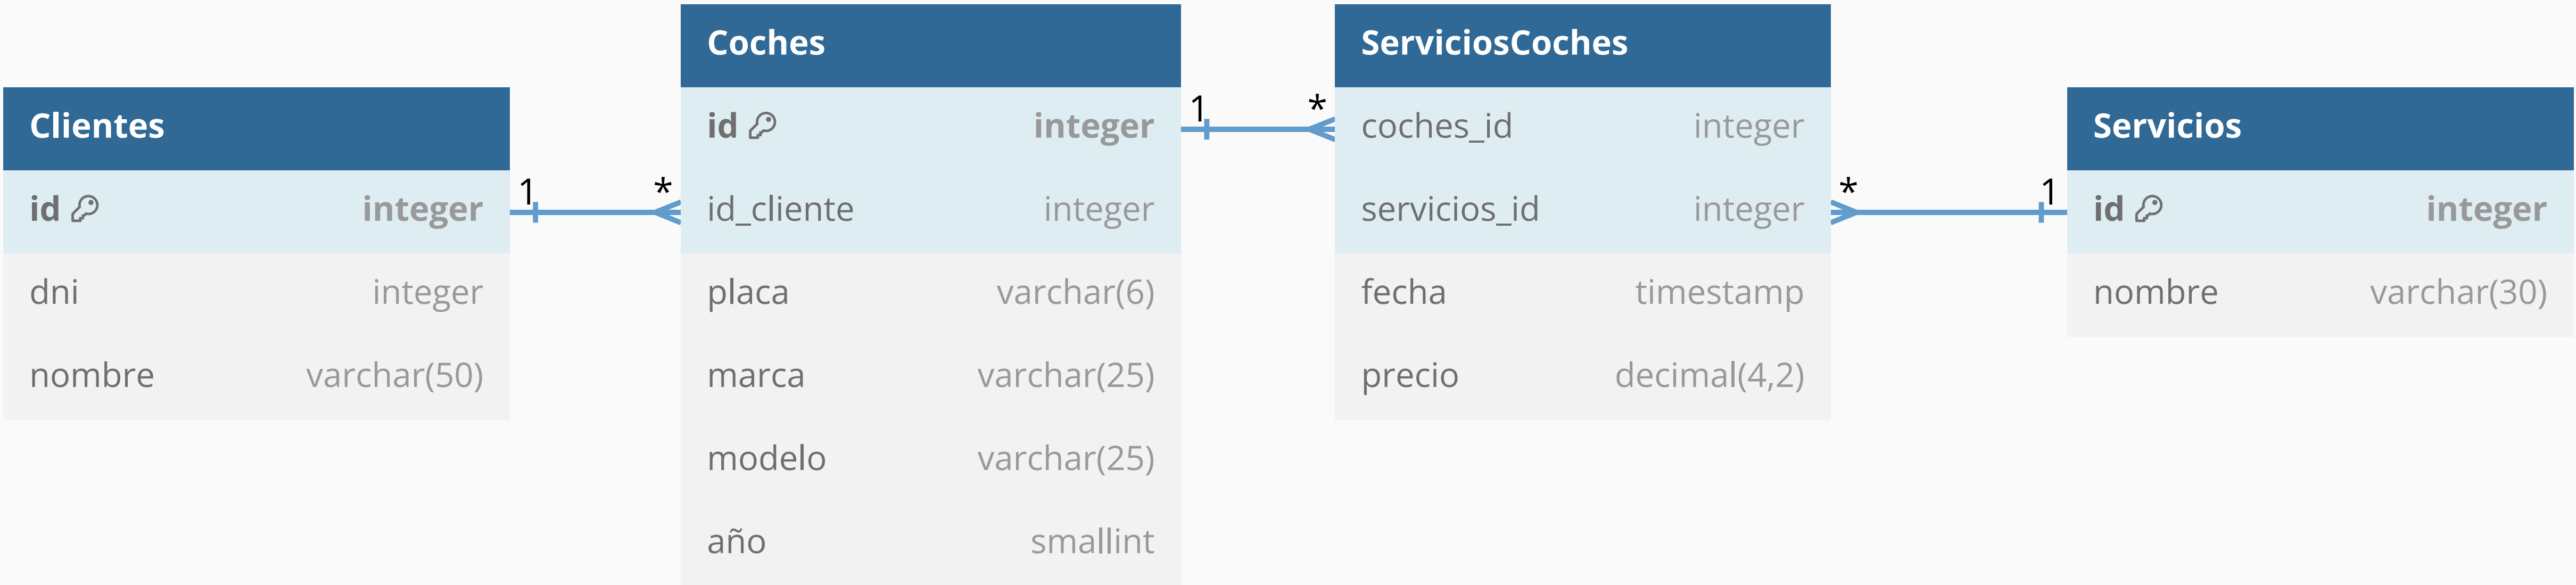 Clientes
id integer
dni integer
nombre varchar(50)
1 *
Coches
id integer
id_cliente integer
placa varchar(6)
marca varchar(25)
modelo varchar(25)
año smallint
1 *
ServiciosCoches
coches_id integer
servicios_id integer
fecha timestamp
precio decimal(4,2)
* 1
Servicios
id integer
nombre varchar(30)